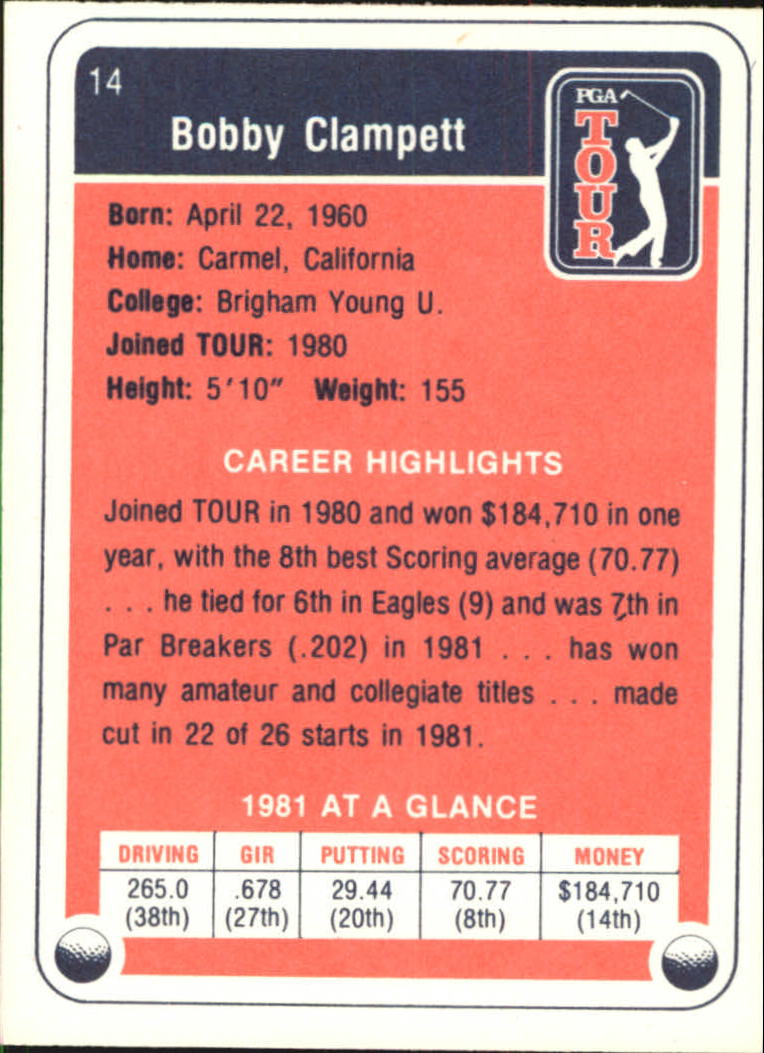 14
Bobby Clampett
PGA
TOUR
Born: April 22, 1960
Home: Carmel, California
College: Brigham Young U.
Joined TOUR: 1980
Height: 5'10" Weight: 155
CAREER HIGHLIGHTS
Joined TOUR in 1980 and won $184,710 in one
year, with the 8th best Scoring average (70.77)
. . . he tied for 6th in Eagles (9) and was 7th in
Par Breakers (.202) in 1981 . . . has won
many amateur and collegiate titles . . . made
cut in 22 of 26 starts in 1981.
1981 AT A GLANCE
DRIVING GIR PUTTING SCORING MONEY
265.0 .678 29.44 70.77 $184,710
(38th) (27th) (20th) (8th) (14th)